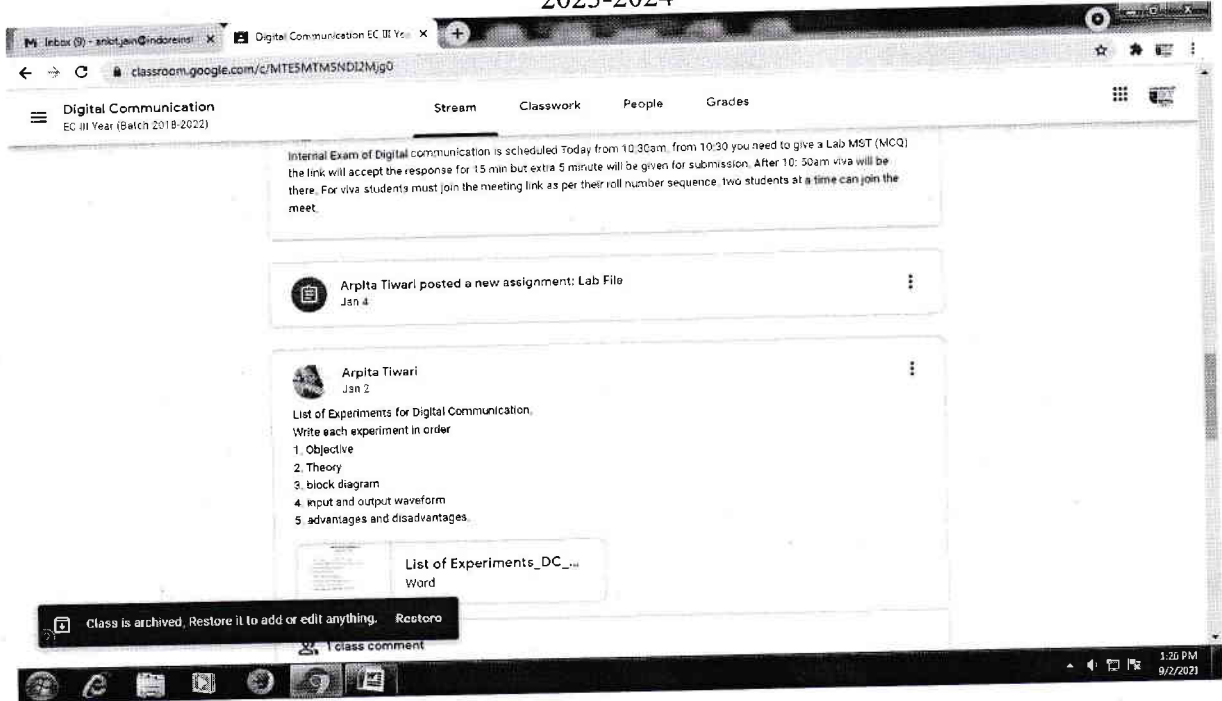 2023-2024
Inbox (9) - ankit.jain@indoreinst
Digital Communication EC III Yea
classroom.google.com/c/MTE5MTM5NDI2Mjg0
Digital Communication
EC III Year (Batch 2018-2022)
Stream Classwork People Grades
Internal Exam of Digital communication is scheduled Today from 10.30am, from 10:30 you need to give a Lab MST (MCQ)
the link will accept the response for 15 min but extra 5 minute will be given for submission. After 10: 50am viva will be
there. For viva students must join the meeting link as per their roll number sequence, two students at a time can join the
meet.
Arpita Tiwari posted a new assignment: Lab File
Jan 4
Arpita Tiwari
Jan 2
List of Experiments for Digital Communication.
Write each experiment in order
1. Objective
2. Theory
3. block diagram
4. input and output waveform
5. advantages and disadvantages.
List of Experiments_DC_...
Word
Class is archived, Restore it to add or edit anything. Restore
1 class comment
1:26 PM
9/2/2021